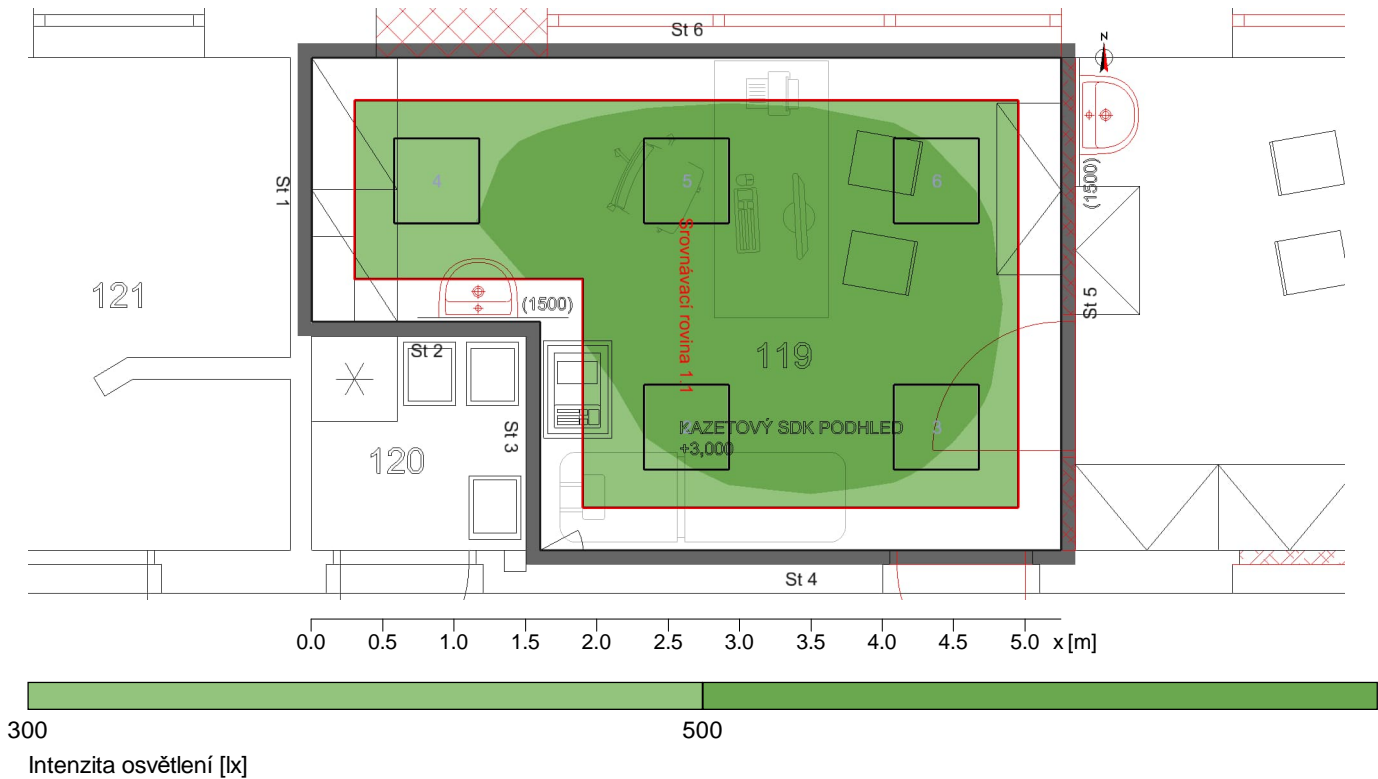 St 6
N
4
5
6
(1500)
St 1
Srovnávací rovina 1.1
121
(1500)
St 5
119
St 2
KAZETOVÝ SDK PODHLED
3
+3,000
St 3
120
St 4
0.0 0.5 1.0 1.5 2.0 2.5 3.0 3.5 4.0 4.5 5.0 x [m]
300 500
Intenzita osvětlení [lx]